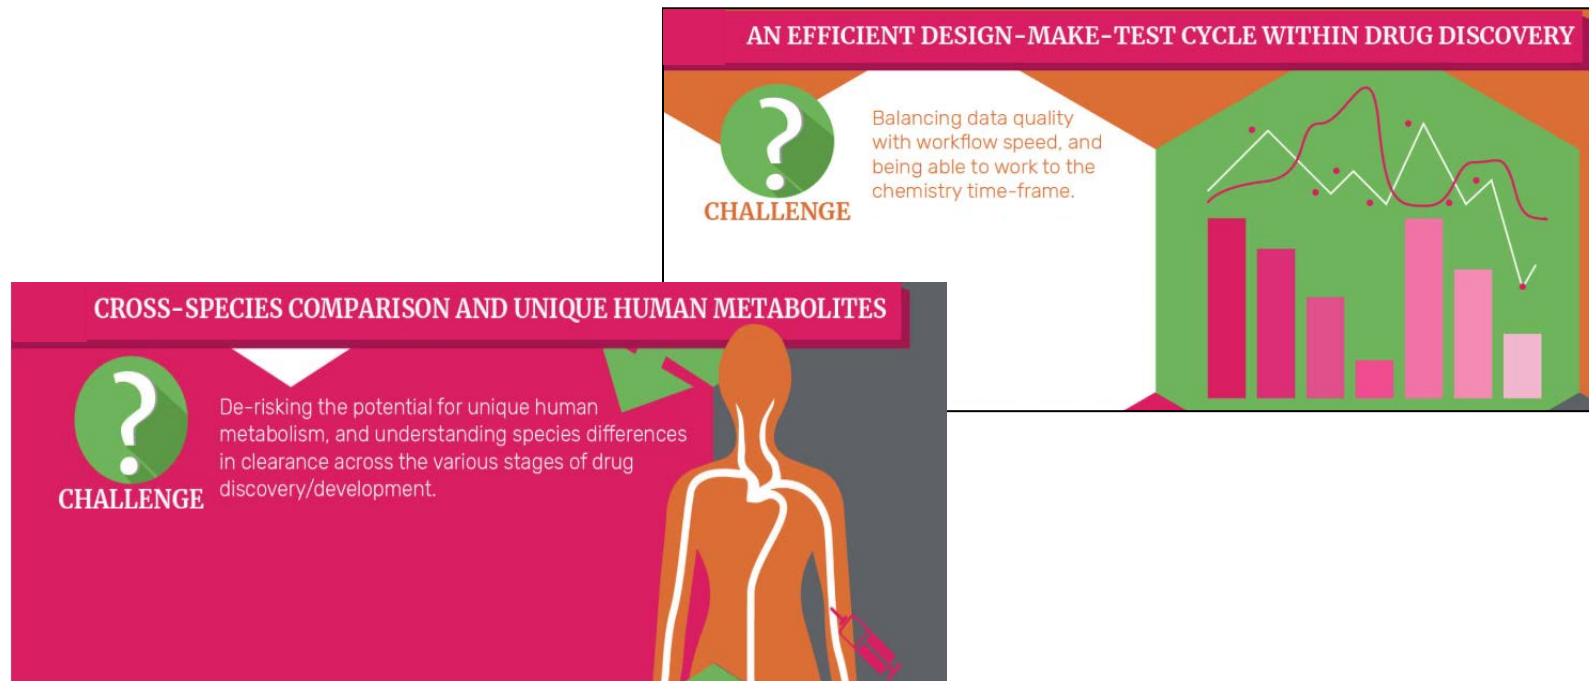 AN EFFICIENT DESIGN-MAKE-TEST CYCLE WITHIN DRUG DISCOVERY
?
CHALLENGE
Balancing data quality
with workflow speed, and
being able to work to the
chemistry time-frame.
CROSS-SPECIES COMPARISON AND UNIQUE HUMAN METABOLITES
?
CHALLENGE
De-risking the potential for unique human
metabolism, and understanding species differences
in clearance across the various stages of drug
discovery/development.